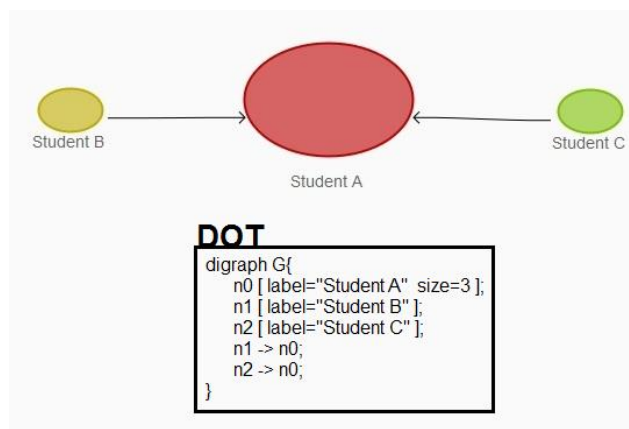 Student B
Student C
Student A
DOT
digraph G{
n0 [ label="Student A"  size=3 ];
n1 [ label="Student B" ];
n2 [ label="Student C" ];
n1 -> n0;
n2 -> n0;
}